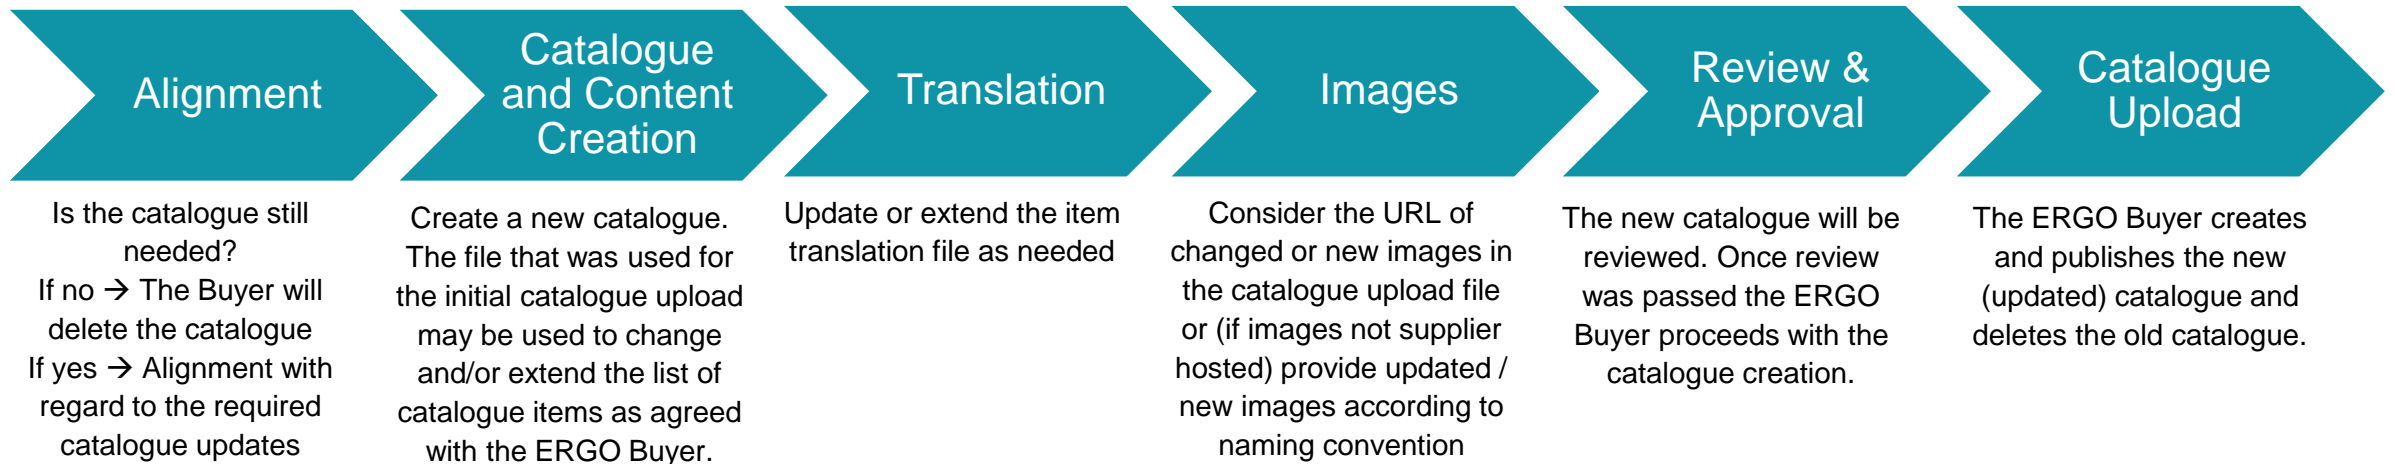 Alignment
Is the catalogue still
needed?
If no → The Buyer will
delete the catalogue
If yes → Alignment with
regard to the required
catalogue updates
Catalogue
and Content
Creation
Create a new catalogue.
The file that was used for
the initial catalogue upload
may be used to change
and/or extend the list of
catalogue items as agreed
with the ERGO Buyer.
Translation
Update or extend the item
translation file as needed
Images
Consider the URL of
changed or new images in
the catalogue upload file
or (if images not supplier
hosted) provide updated /
new images according to
naming convention
Review &
Approval
The new catalogue will be
reviewed. Once review
was passed the ERGO
Buyer proceeds with the
catalogue creation.
Catalogue
Upload
The ERGO Buyer creates
and publishes the new
(updated) catalogue and
deletes the old catalogue.